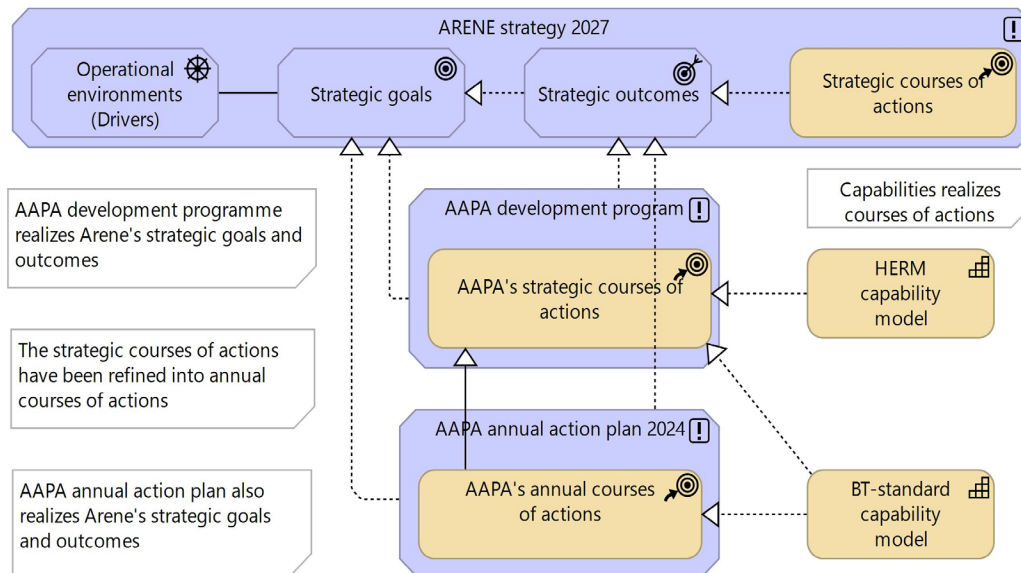 ARENE strategy 2027
Operational
environments
(Drivers)
Strategic goals
Strategic outcomes
Strategic courses of
actions
AAPA development programme
realizes Arene's strategic goals and
outcomes
AAPA development program
Capabilities realizes
courses of actions
AAPA's strategic courses of
actions
HERM
capability
model
The strategic courses of actions
have been refined into annual
courses of actions
AAPA annual action plan 2024
AAPA annual action plan also
realizes Arene's strategic goals
and outcomes
AAPA's annual courses
of actions
BT-standard
capability
model